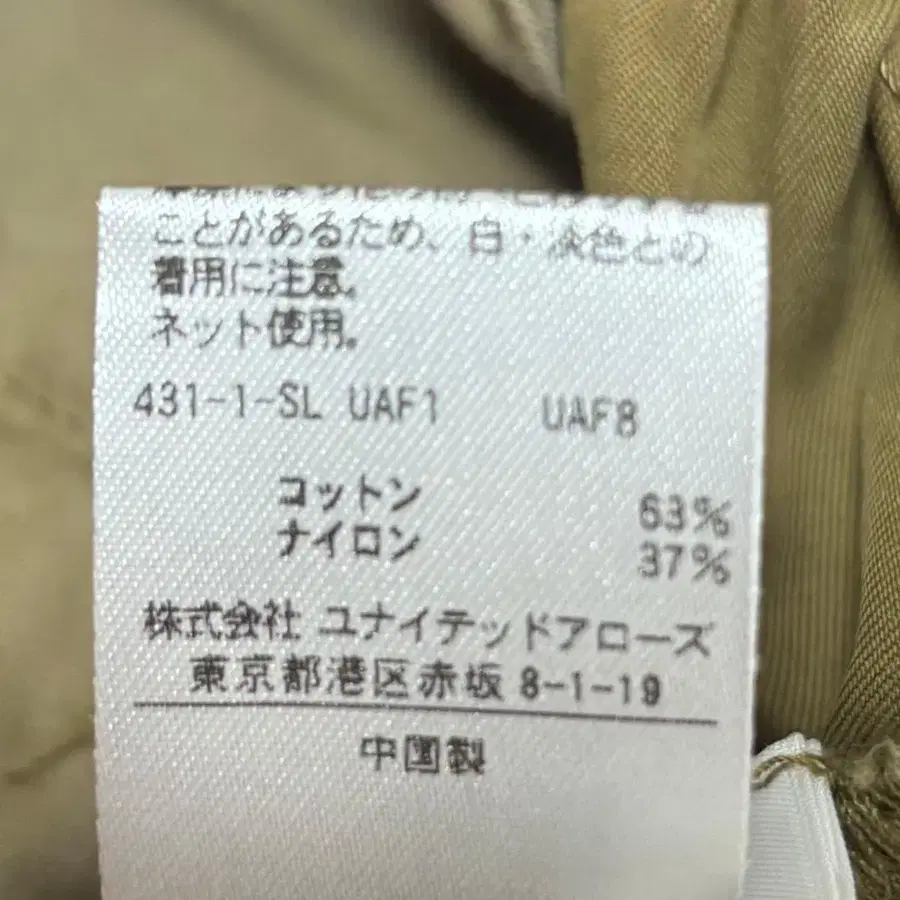 ことがあるため、白・淡色との
着用に注意。
ネット使用。
431-1-SL UAF1 UAF8
コットン 63%
ナイロン 37%
株式会社 ユナイテッドアローズ
東京都港区赤坂 8-1-19
中国製